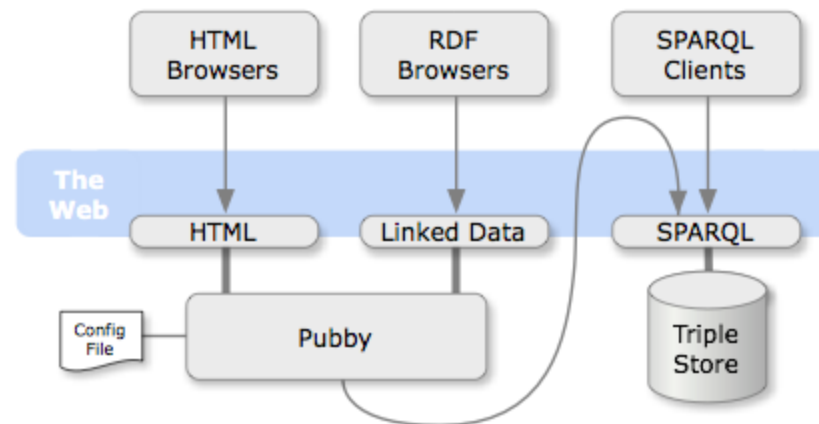 HTML
Browsers
RDF
Browsers
SPARQL
Clients
The
Web
HTML
Linked Data
SPARQL
Config
File
Pubby
Triple
Store